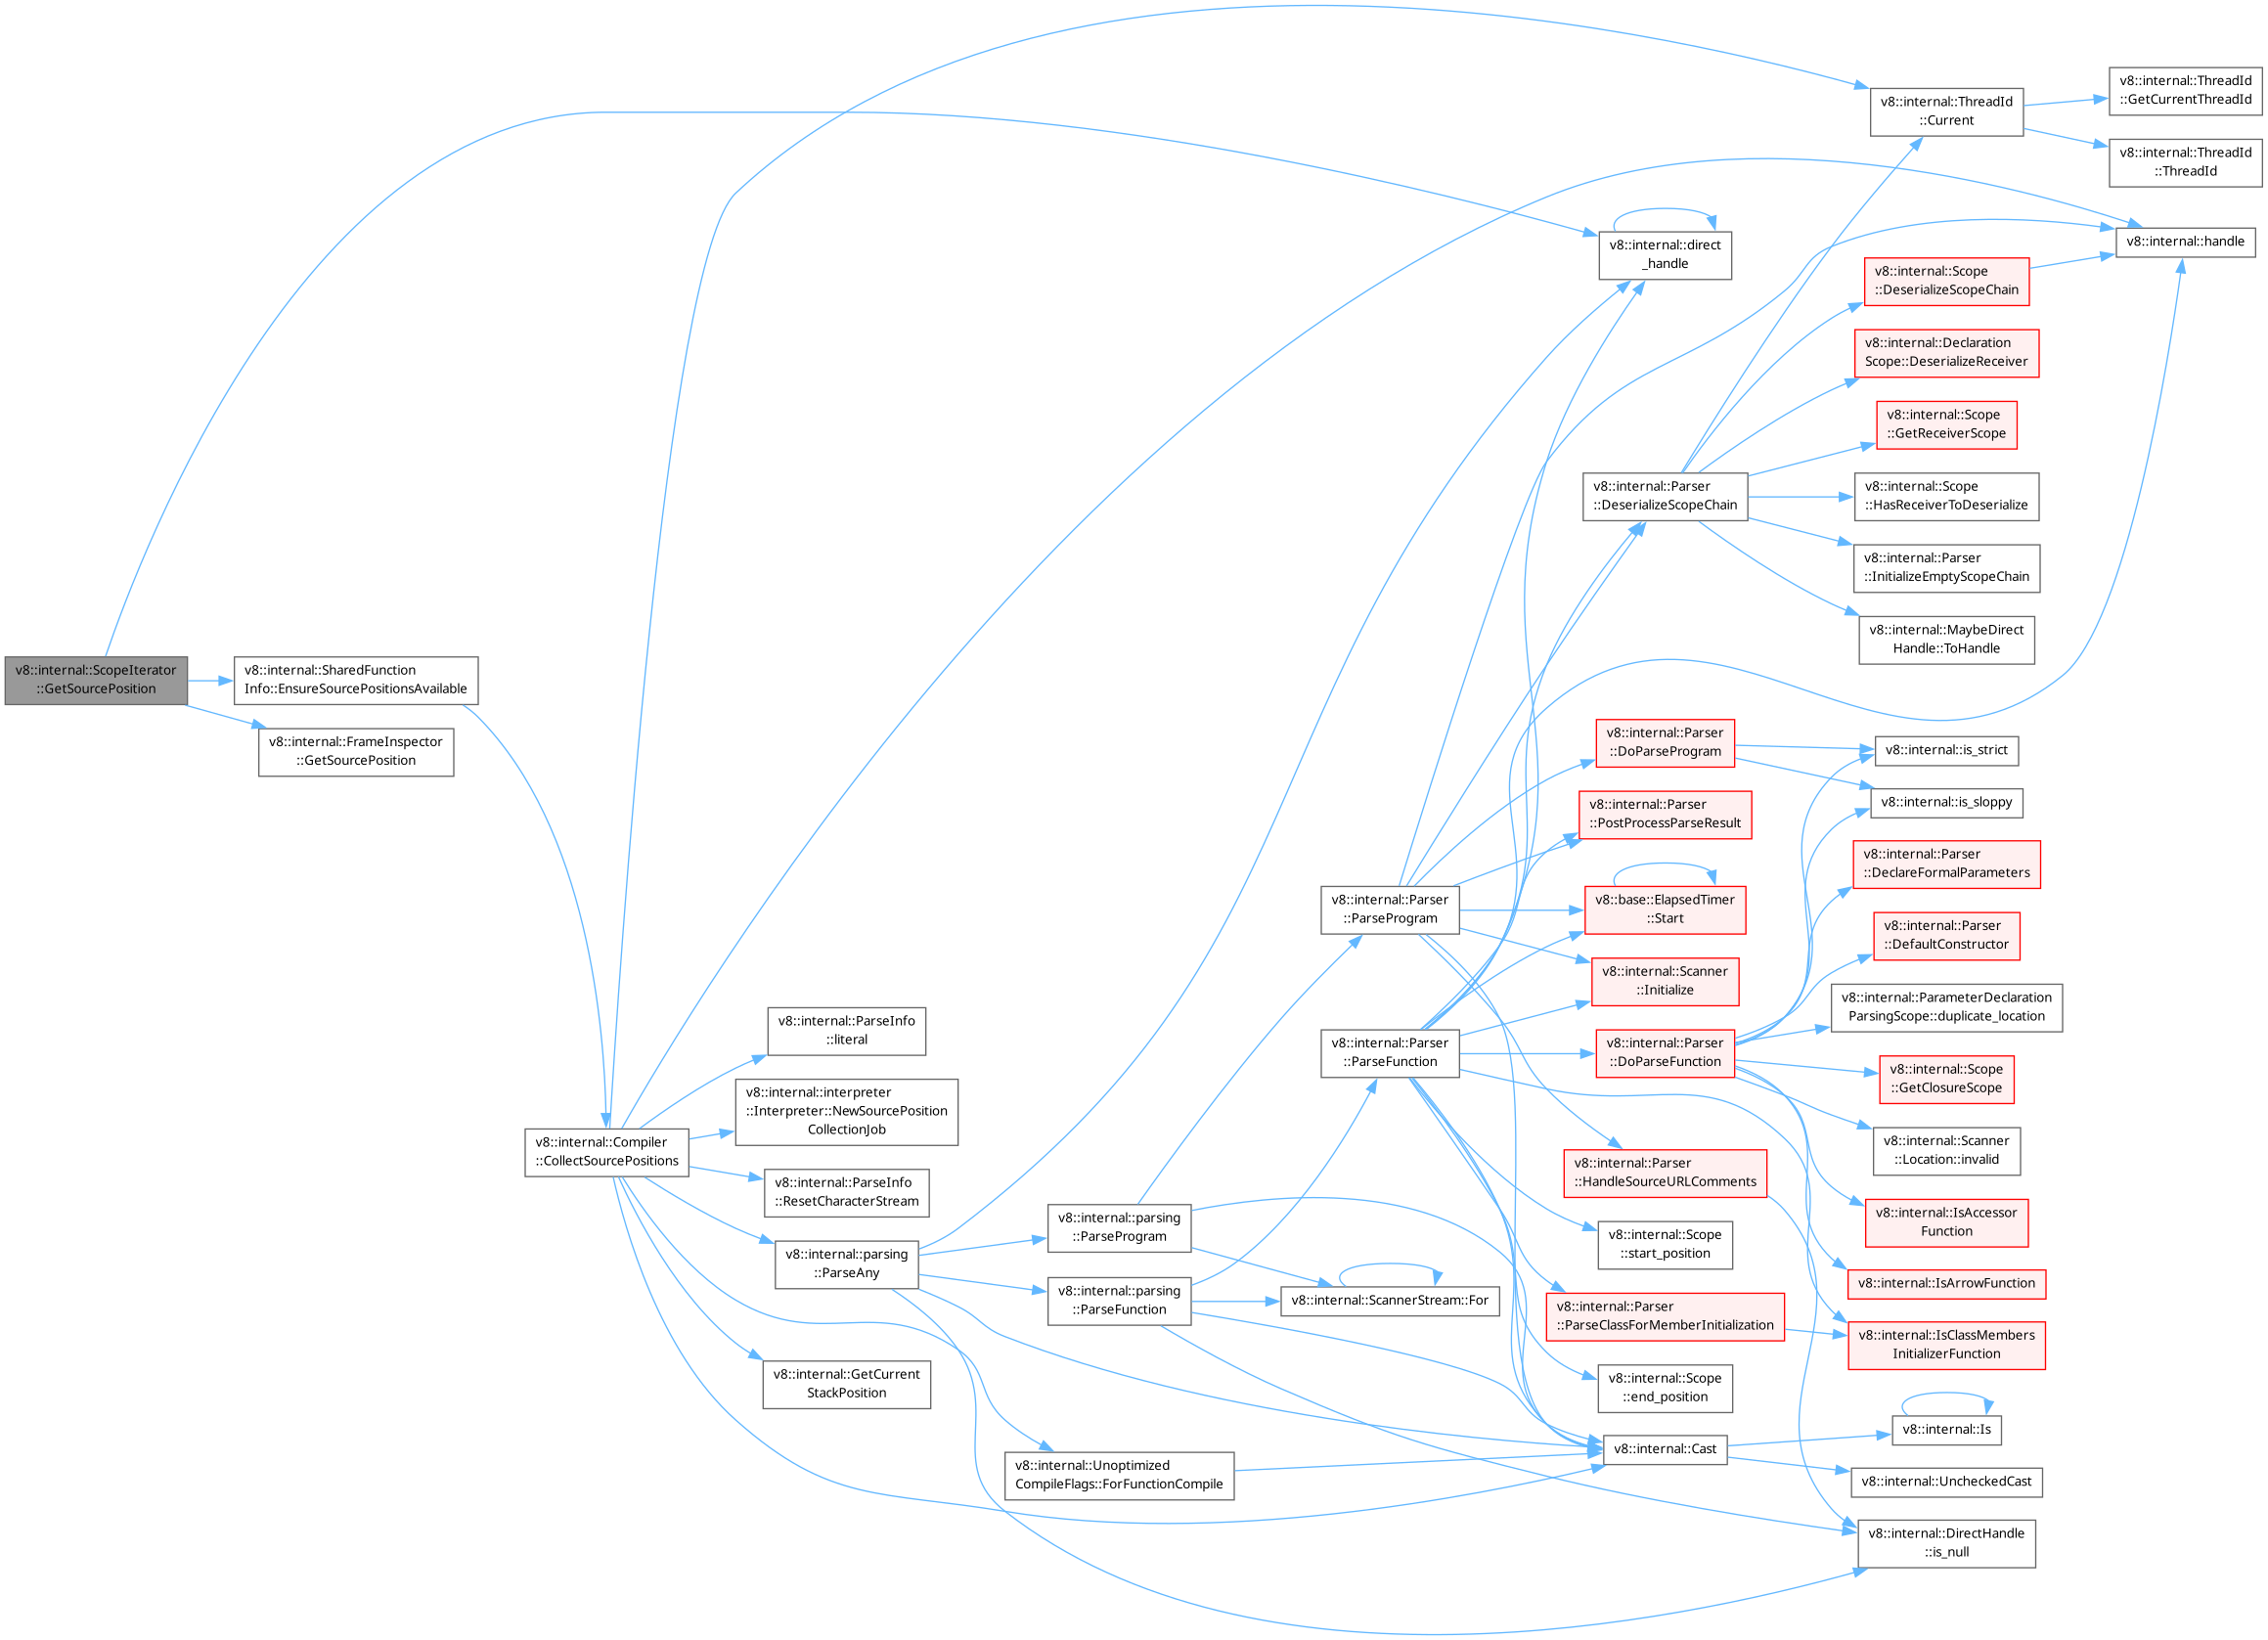 v8::internal::ScopeIterator
::GetSourcePosition
v8::internal::SharedFunction
Info::EnsureSourcePositionsAvailable
v8::internal::FrameInspector
::GetSourcePosition
v8::internal::Compiler
::CollectSourcePositions
v8::internal::ParseInfo
::literal
v8::internal::interpreter
::Interpreter::NewSourcePosition
CollectionJob
v8::internal::ParseInfo
::ResetCharacterStream
v8::internal::parsing
::ParseAny
v8::internal::GetCurrent
StackPosition
v8::internal::Unoptimized
CompileFlags::ForFunctionCompile
v8::internal::parsing
::ParseProgram
v8::internal::parsing
::ParseFunction
v8::internal::Parser
::ParseProgram
v8::internal::Parser
::ParseFunction
v8::internal::ScannerStream::For
v8::internal::direct
_handle
v8::internal::Parser
::DeserializeScopeChain
v8::internal::Parser
::DoParseProgram
v8::internal::Parser
::PostProcessParseResult
v8::base::ElapsedTimer
::Start
v8::internal::Scanner
::Initialize
v8::internal::Parser
::DoParseFunction
v8::internal::Parser
::HandleSourceURLComments
v8::internal::Scope
::start_position
v8::internal::Parser
::ParseClassForMemberInitialization
v8::internal::Scope
::end_position
v8::internal::Cast
v8::internal::ThreadId
::Current
v8::internal::Scope
::DeserializeScopeChain
v8::internal::Declaration
Scope::DeserializeReceiver
v8::internal::Scope
::GetReceiverScope
v8::internal::Scope
::HasReceiverToDeserialize
v8::internal::Parser
::InitializeEmptyScopeChain
v8::internal::MaybeDirect
Handle::ToHandle
v8::internal::is_strict
v8::internal::is_sloppy
v8::internal::Parser
::DeclareFormalParameters
v8::internal::Parser
::DefaultConstructor
v8::internal::ParameterDeclaration
ParsingScope::duplicate_location
v8::internal::Scope
::GetClosureScope
v8::internal::Scanner
::Location::invalid
v8::internal::IsAccessor
Function
v8::internal::IsArrowFunction
v8::internal::IsClassMembers
InitializerFunction
v8::internal::Is
v8::internal::UncheckedCast
v8::internal::DirectHandle
::is_null
v8::internal::ThreadId
::GetCurrentThreadId
v8::internal::ThreadId
::ThreadId
v8::internal::handle